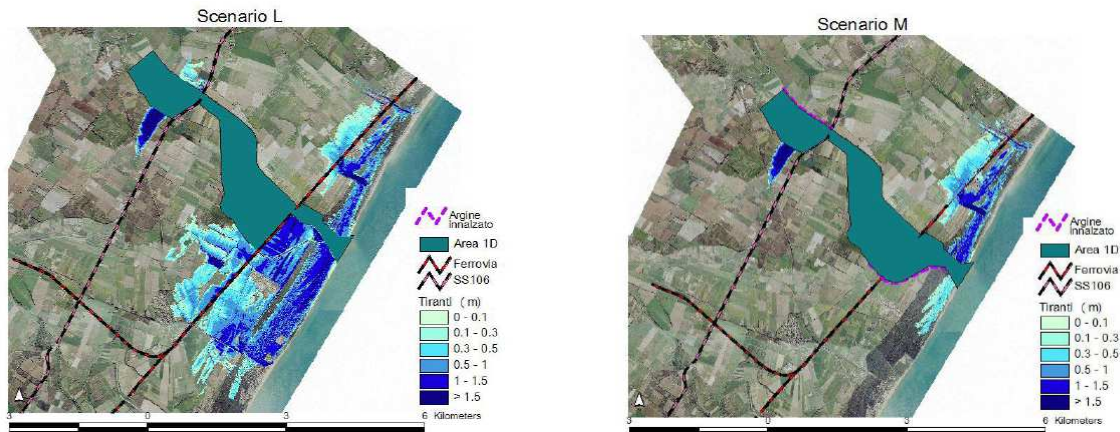 Scenario L
Argine
Innalzato
Area 1D
Ferrovia
SS106
Tiranti (m)
0 - 0.1
0.1 - 0.3
0.3 - 0.5
0.5 - 1
1 - 1.5
> 1.5
3 0 3 6 Kilometers
Scenario M
Argine
Innalzato
Area 1D
Ferrovia
SS106
Tiranti (m)
0 - 0.1
0.1 - 0.3
0.3 - 0.5
0.5 - 1
1 - 1.5
> 1.5
3 0 3 6 Kilometers